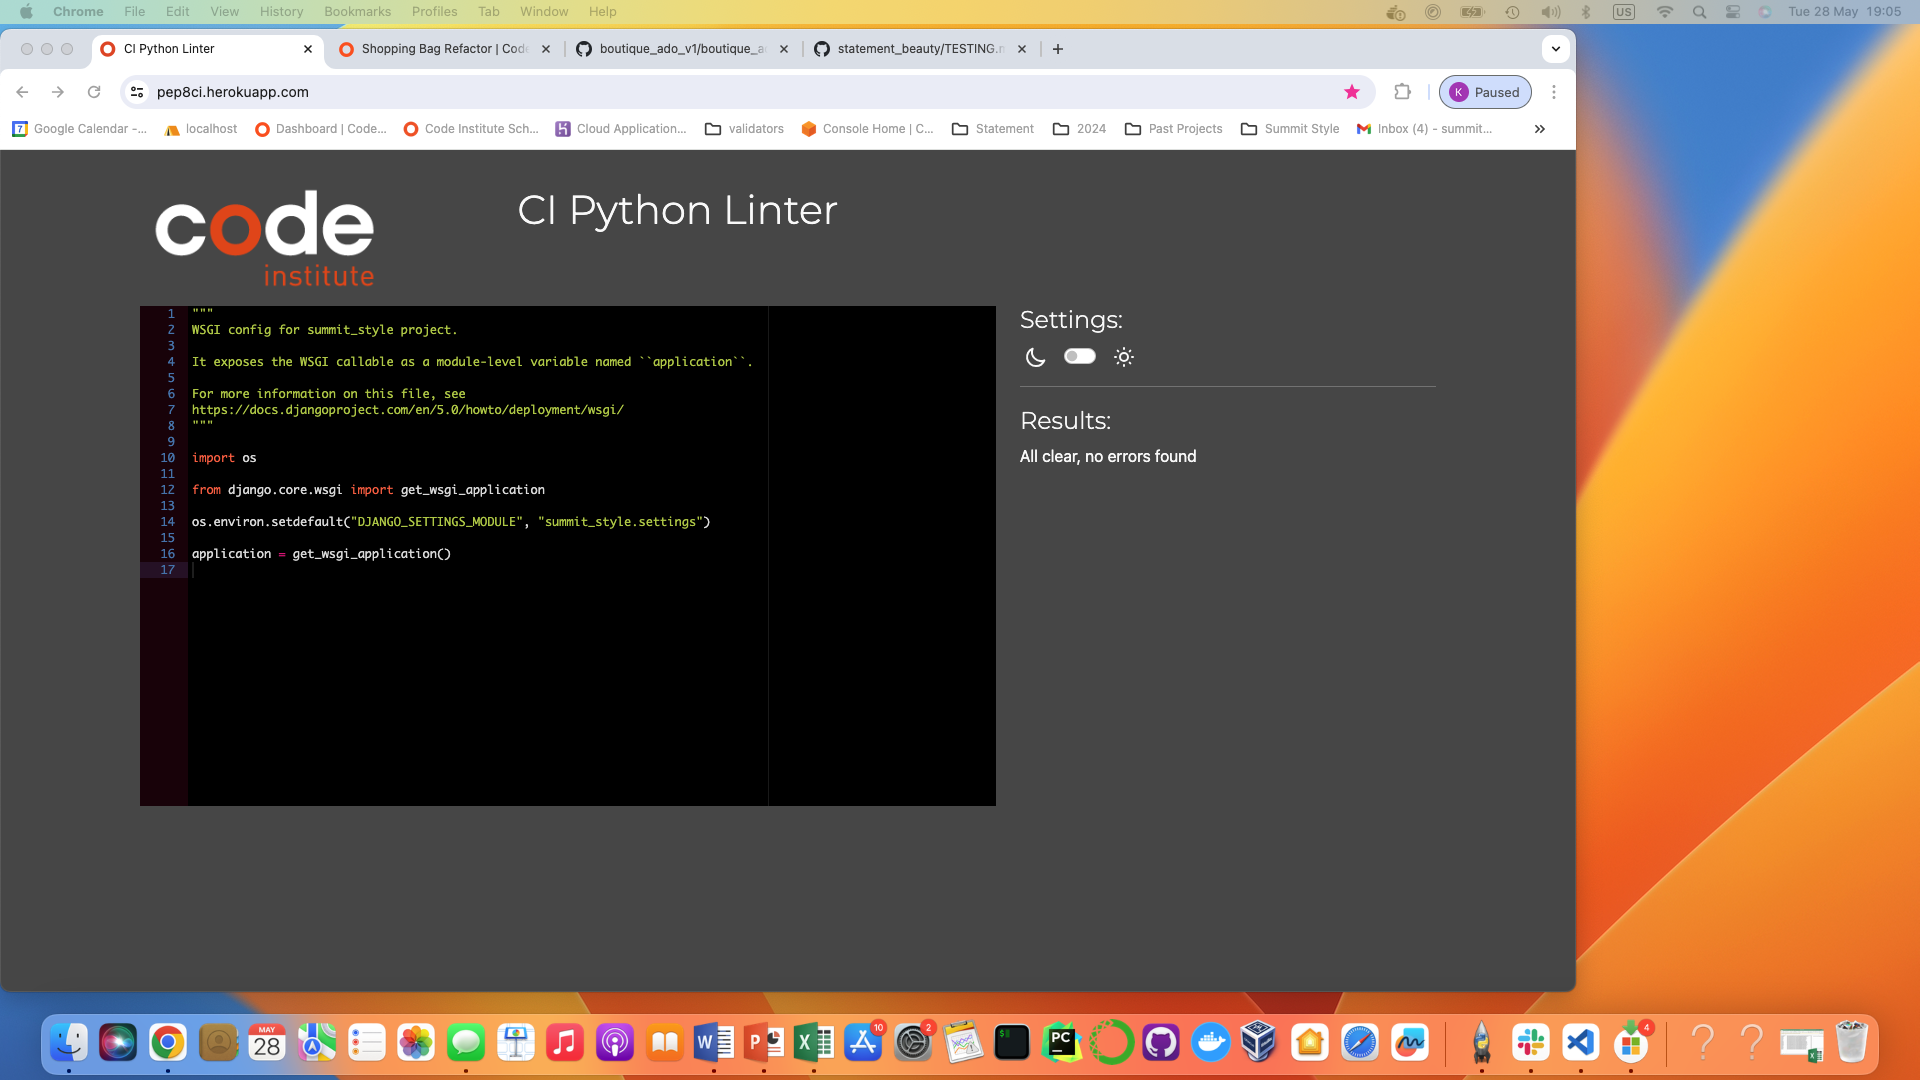 Chrome File Edit View History Bookmarks Profiles Tab Window Help US Tue 28 May 19:05
CI Python Linter
Shopping Bag Refactor | Code
boutique_ado_v1/boutique_a
statement_beauty/TESTING.
pep8ci.herokuapp.com
K Paused
Google Calendar -...
localhost
Dashboard | Code...
Code Institute Sch...
Cloud Application...
validators
Console Home | C...
Statement
2024
Past Projects
Summit Style
Inbox (4) - summit...
code
institute
CI Python Linter
1 """
2 WSGI config for summit_style project.
3
4 It exposes the WSGI callable as a module-level variable named ``application``.
5
6 For more information on this file, see
7 https://docs.djangoproject.com/en/5.0/howto/deployment/wsgi/
8 """
9
10 import os
11
12 from django.core.wsgi import get_wsgi_application
13
14 os.environ.setdefault("DJANGO_SETTINGS_MODULE", "summit_style.settings")
15
16 application = get_wsgi_application()
17
Settings:
Results:
All clear, no errors found
MAY
28
W
P
X
10
2
$
PC
4